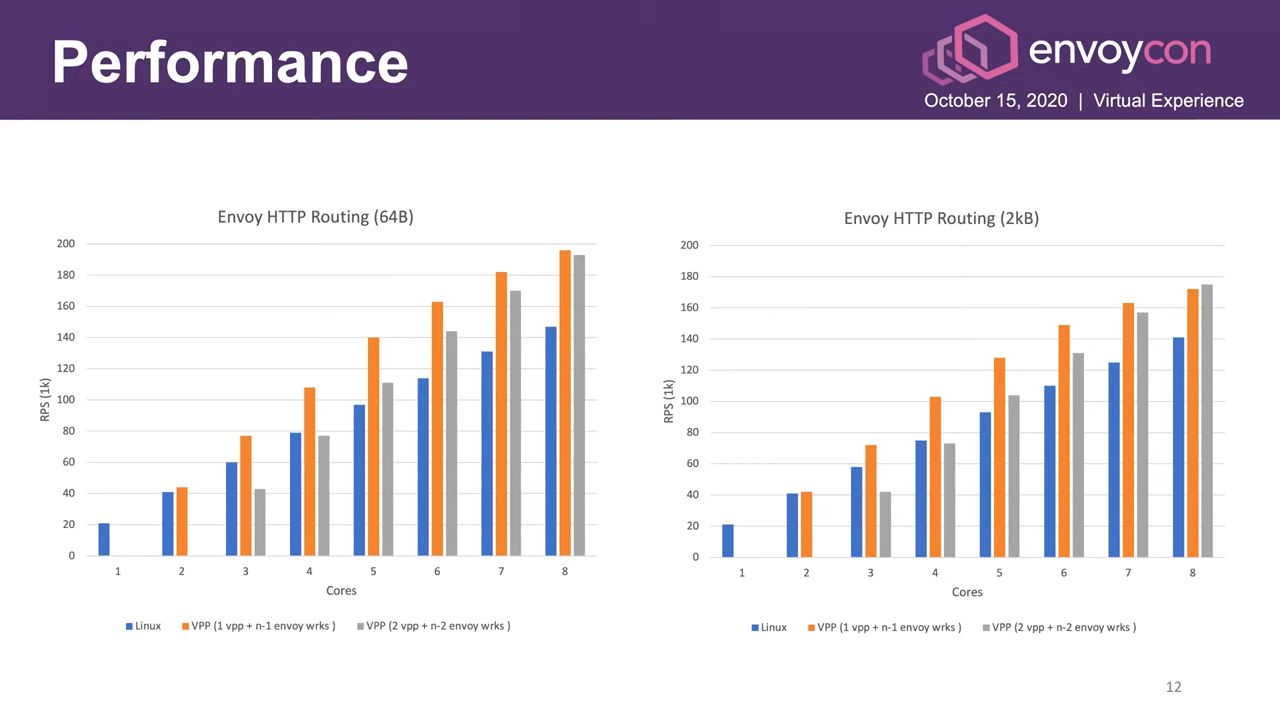 Performance
envoycon
October 15, 2020 | Virtual Experience
Envoy HTTP Routing (64B)
200
180
160
140
120
100
80
60
40
20
0
RPS (1k)
1 2 3 4 5 6 7 8
Cores
Linux VPP (1 vpp + n-1 envoy wrks ) VPP (2 vpp + n-2 envoy wrks )
Envoy HTTP Routing (2kB)
200
180
160
140
120
100
80
60
40
20
0
RPS (1k)
1 2 3 4 5 6 7 8
Cores
Linux VPP (1 vpp + n-1 envoy wrks ) VPP (2 vpp + n-2 envoy wrks )
12